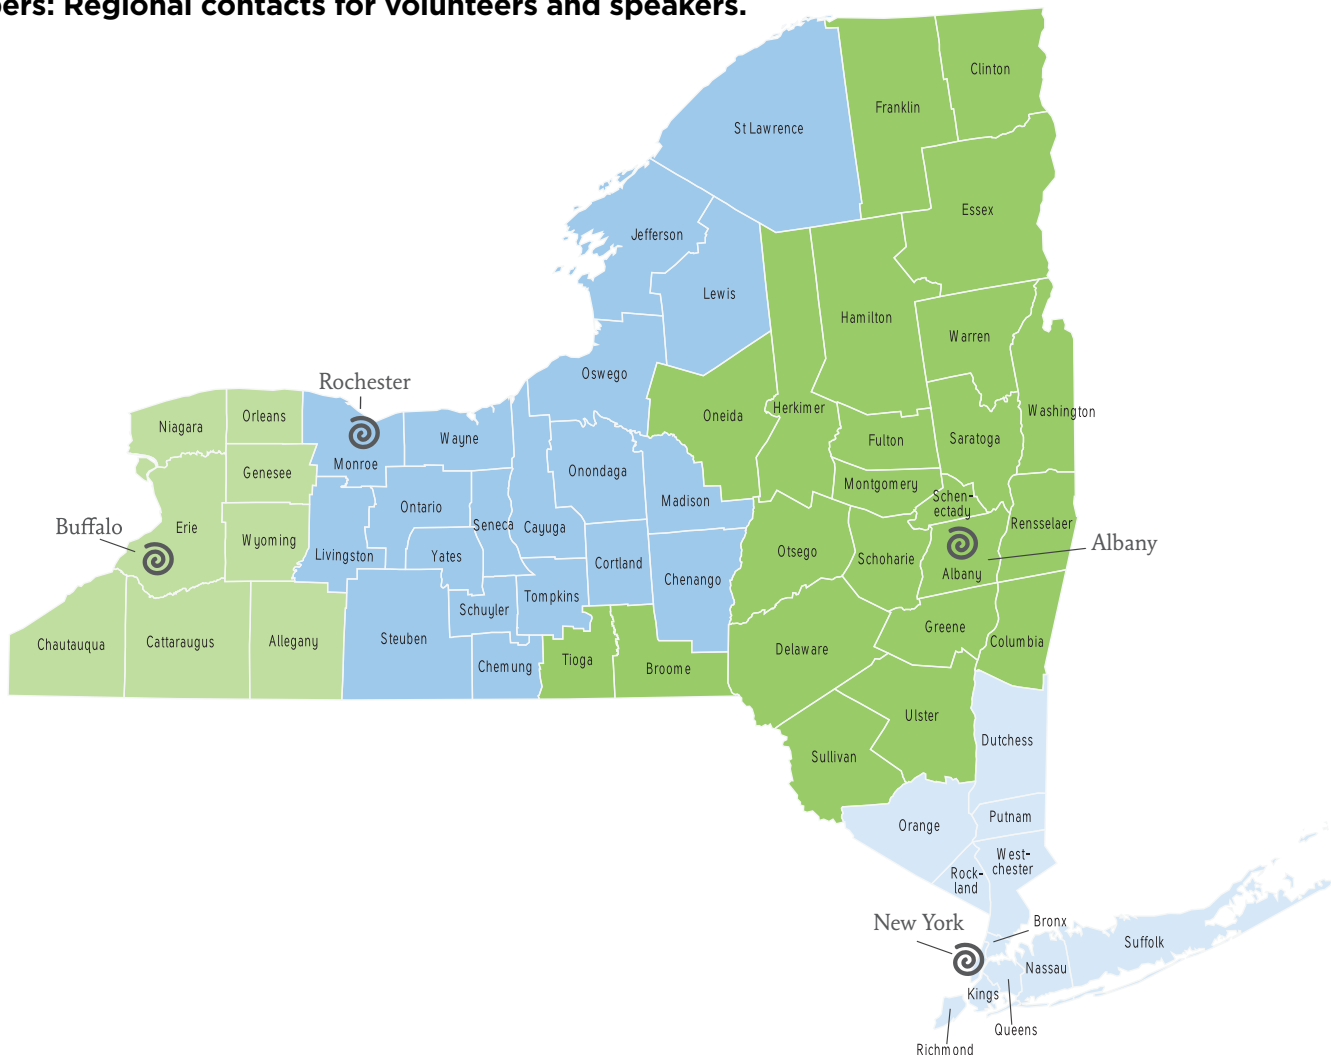 bers: Regional contacts for volunteers and speakers.
Clinton
Franklin
St Lawrence
Essex
Jefferson
Lewis
Hamilton
Warren
Oswego
Rochester
Herkimer
Washington
Oneida
Orleans
Niagara
Wayne
Fulton
Saratoga
Monroe
Genesee
Onondaga
Montgomery
Madison
Schen-
ectady
Ontario
Seneca
Cayuga
Rensselaer
Buffalo
Erie
Wyoming
Livingston
Yates
Cortland
Otsego
Schoharie
Albany
Albany
Chenango
Tompkins
Schuyler
Greene
Chautauqua
Cattaraugus
Allegany
Steuben
Columbia
Delaware
Chemung
Tioga
Broome
Ulster
Dutchess
Sullivan
Orange
Putnam
West-
chester
Rock-
land
New York
Bronx
Suffolk
Nassau
Kings
Queens
Richmond